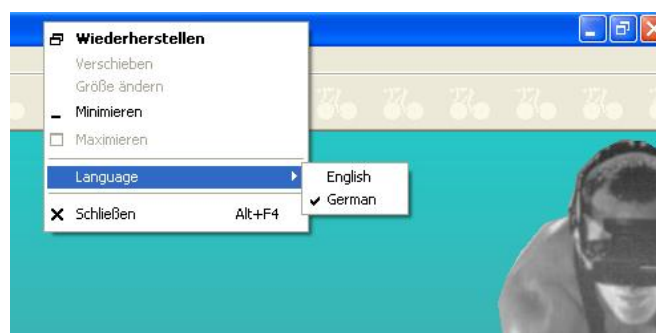 Wiederherstellen
Verschieben
Größe ändern
Minimieren
Maximieren
Language
English
German
Schließen Alt+F4